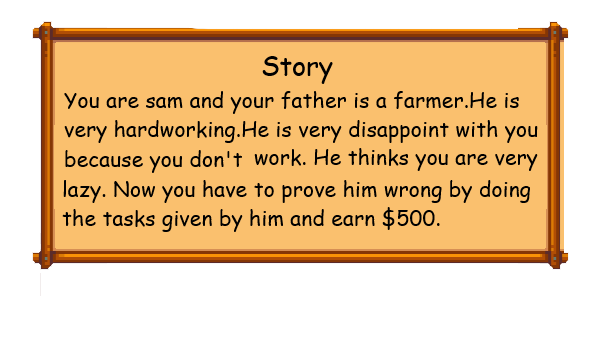 Story
You are sam and your father is a farmer.He is
very hardworking.He is very disappoint with you
because you don't work. He thinks you are very
lazy. Now you have to prove him wrong by doing
the tasks given by him and earn $500.